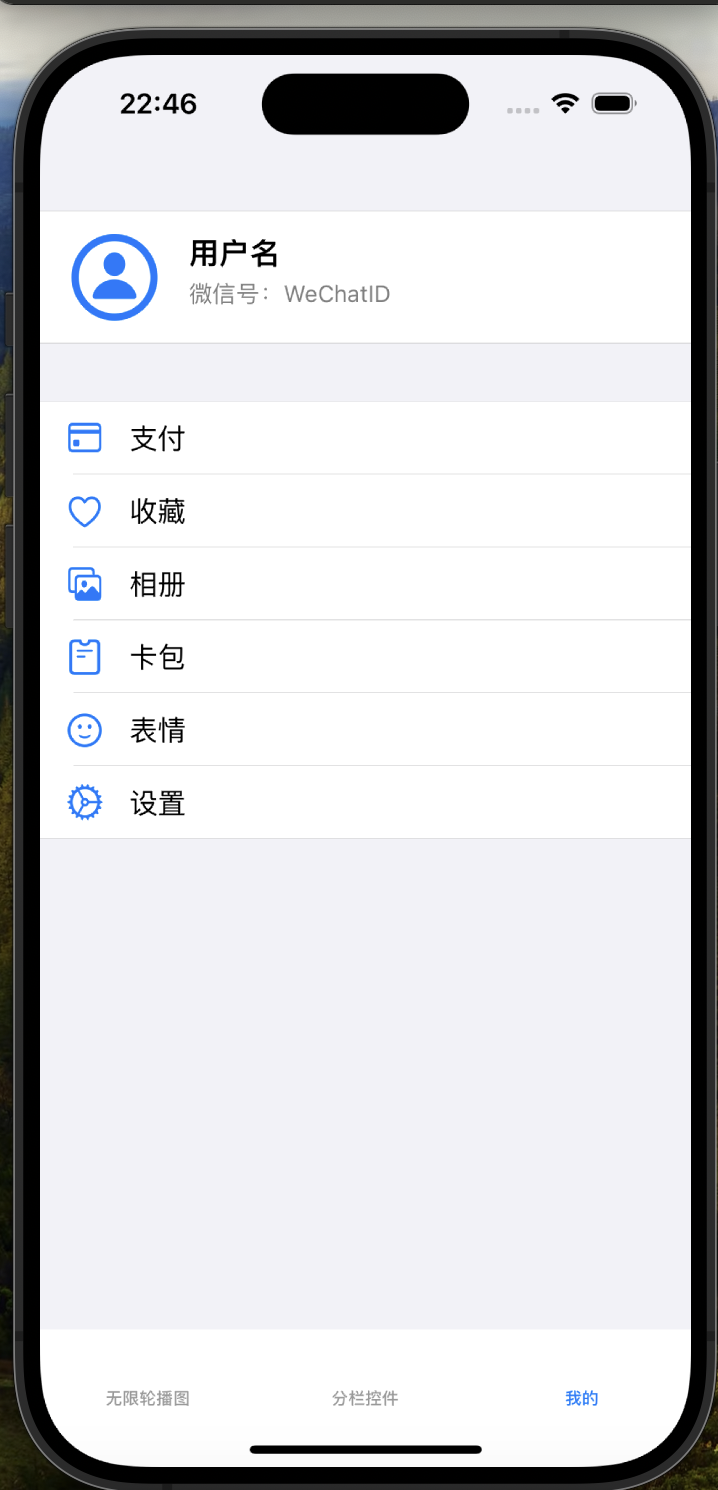 22:46
用户名
微信号：WeChatID
支付
收藏
相册
卡包
表情
设置
无限轮播图 分栏控件 我的